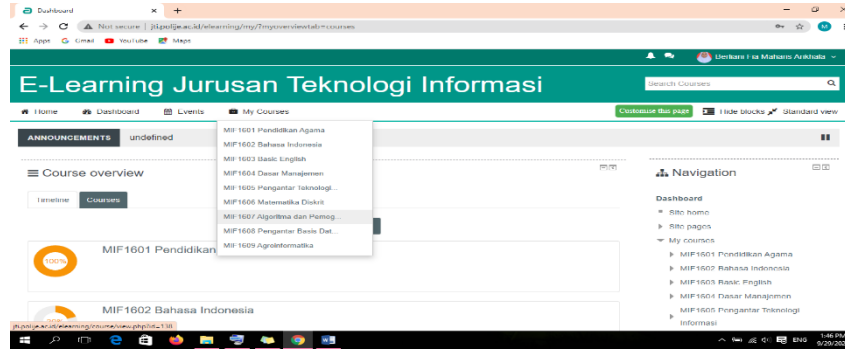 Dashboard
Not secure | jti.polije.ac.id/elearning/my/?myoverviewtab=courses
Apps Gmail YouTube Maps
E-Learning Jurusan Teknologi Informasi
Search Courses
Home Dashboard Events My Courses
Customise this page Hide blocks Standard view
ANNOUNCEMENTS undefined
MIF1601 Pendidikan Agama
MIF1602 Bahasa Indonesia
MIF1603 Basic English
MIF1604 Dasar Manajemen
MIF1605 Pengantar Teknologi...
MIF1606 Matematika Diskrit
MIF1607 Algoritma dan Pemog...
MIF1608 Pengantar Basis Dat...
MIF1609 Agroinformatika
Course overview
Timeline Courses
100%
MIF1601 Pendidikan
MIF1602 Bahasa Indonesia
jti.polije.ac.id/elearning/course/view.php?id=130
Navigation
Dashboard
Site home
Site pages
My courses
MIF1601 Pendidikan Agama
MIF1602 Bahasa Indonesia
MIF1603 Basic English
MIF1604 Dasar Manajemen
MIF1605 Pengantar Teknologi
Informasi
ENG
1:46 PM